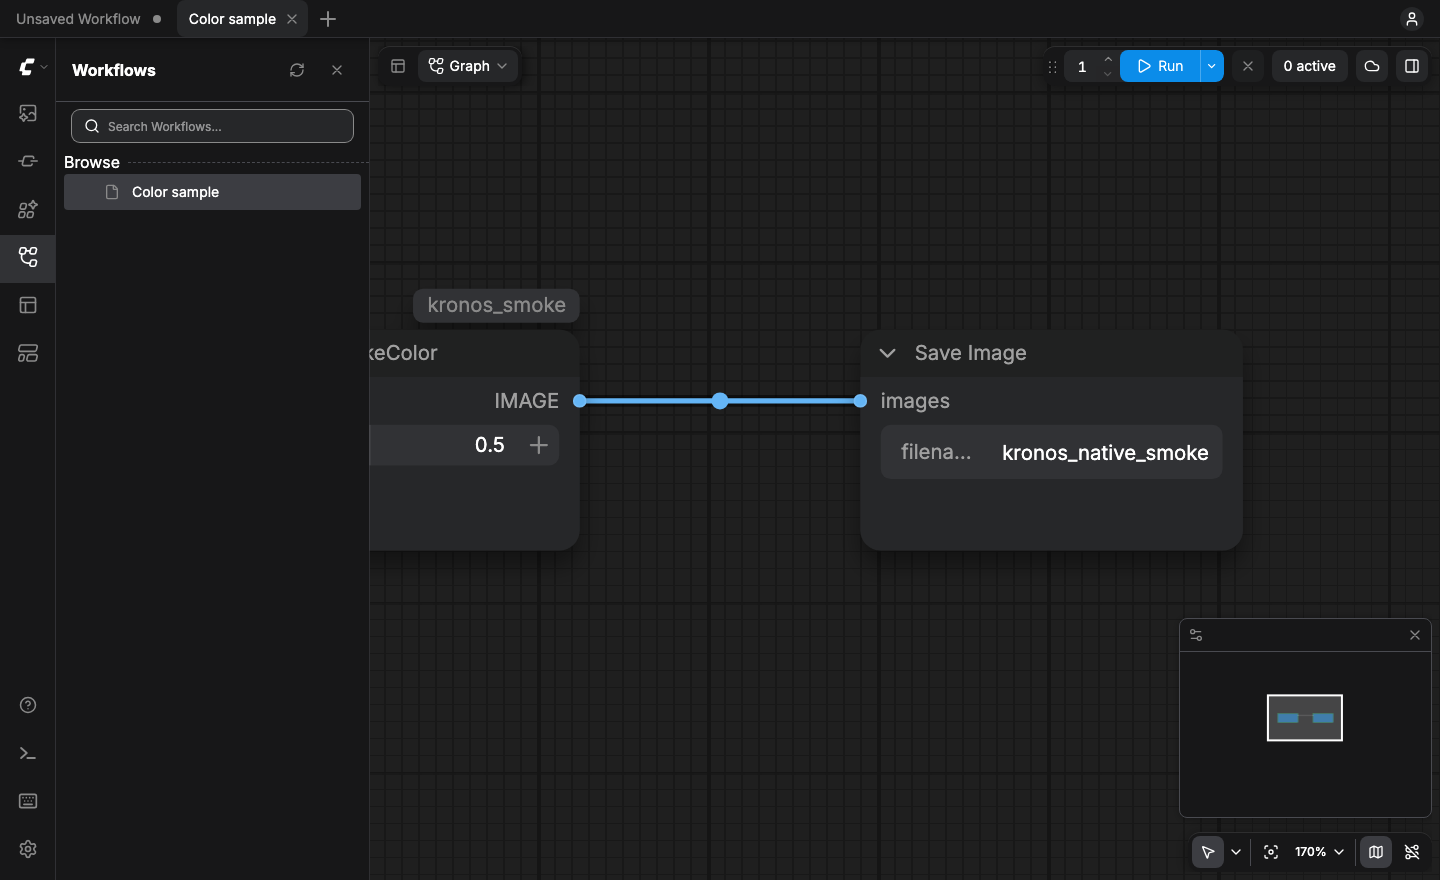 Unsaved Workflow
Color sample
Workflows
Graph
1
Run
0 active
Search Workflows...
Browse
Color sample
kronos_smoke
keColor
Save Image
IMAGE
images
0.5
filena...
kronos_native_smoke
170%